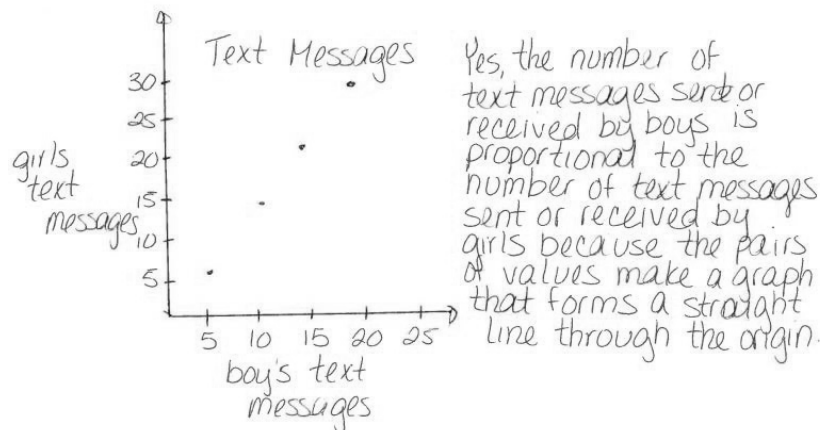 Text Messages
30
25
20
15
10
5
girls
text
messages
5 10 15 20 25
boy's text
messages
Yes, the number of
text messages sent or
received by boys is
proportional to the
number of text messages
sent or received by
girls because the pairs
of values make a graph
that forms a straight
line through the origin.